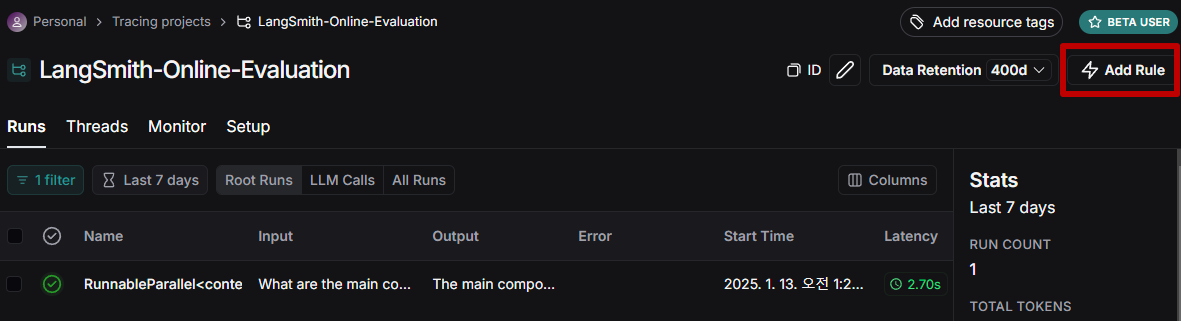 Personal > Tracing projects > LangSmith-Online-Evaluation
Add resource tags
BETA USER
LangSmith-Online-Evaluation
ID
Data Retention 400d
Add Rule
Runs Threads Monitor Setup
1 filter Last 7 days Root Runs LLM Calls All Runs Columns
Name Input Output Error Start Time Latency
RunnableParallel<conte What are the main co... The main compo... 2025. 1. 13. 오전 1:2... 2.70s
Stats
Last 7 days
RUN COUNT
1
TOTAL TOKENS